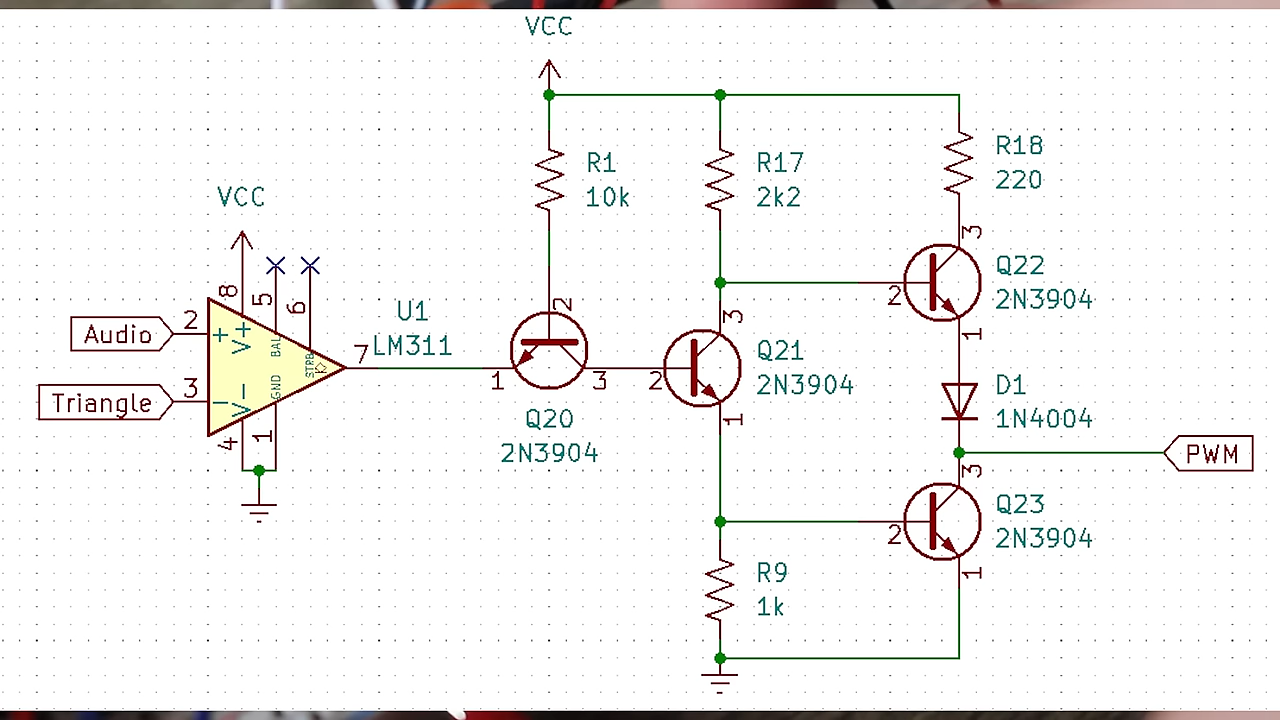 VCC
R1
10k
R17
2k2
R18
220
VCC
8
5
6
3
Q22
2N3904
2
1
Audio
2
+
V+
BAL
STRB
U1
LM311
7
2
1
3
Q20
2N3904
3
2
Q21
2N3904
1
Triangle
3
−
V−
GND
4
1
D1
1N4004
PWM
3
Q23
2N3904
2
1
R9
1k